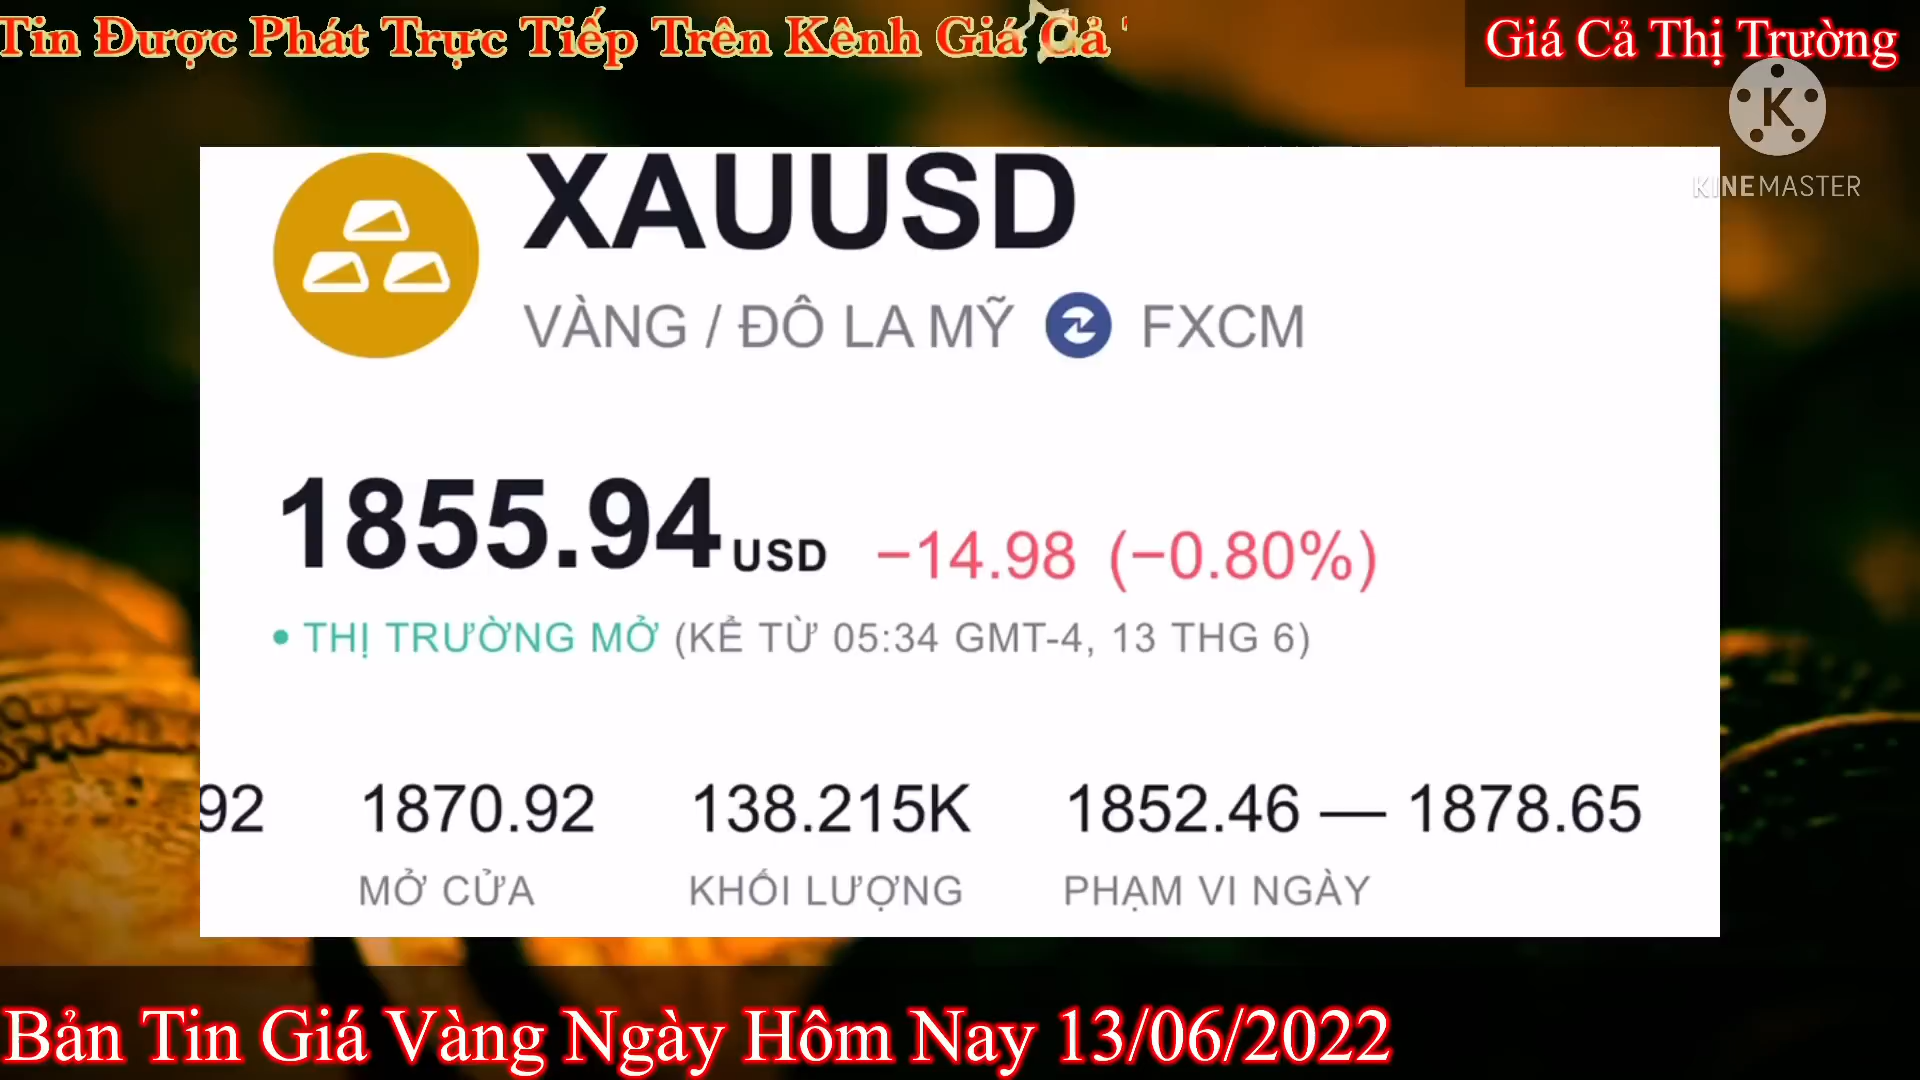 Tin Được Phát Trực Tiếp Trên Kênh Giá Cả
Giá Cả Thị Trường
K
KINEMASTER
XAUUSD
VÀNG / ĐÔ LA MỸ FXCM
1855.94 USD −14.98 (−0.80%)
• THỊ TRƯỜNG MỞ (KỂ TỪ 05:34 GMT-4, 13 THG 6)
92 1870.92 138.215K 1852.46 — 1878.65
MỞ CỬA KHỐI LƯỢNG PHẠM VI NGÀY
Bản Tin Giá Vàng Ngày Hôm Nay 13/06/2022